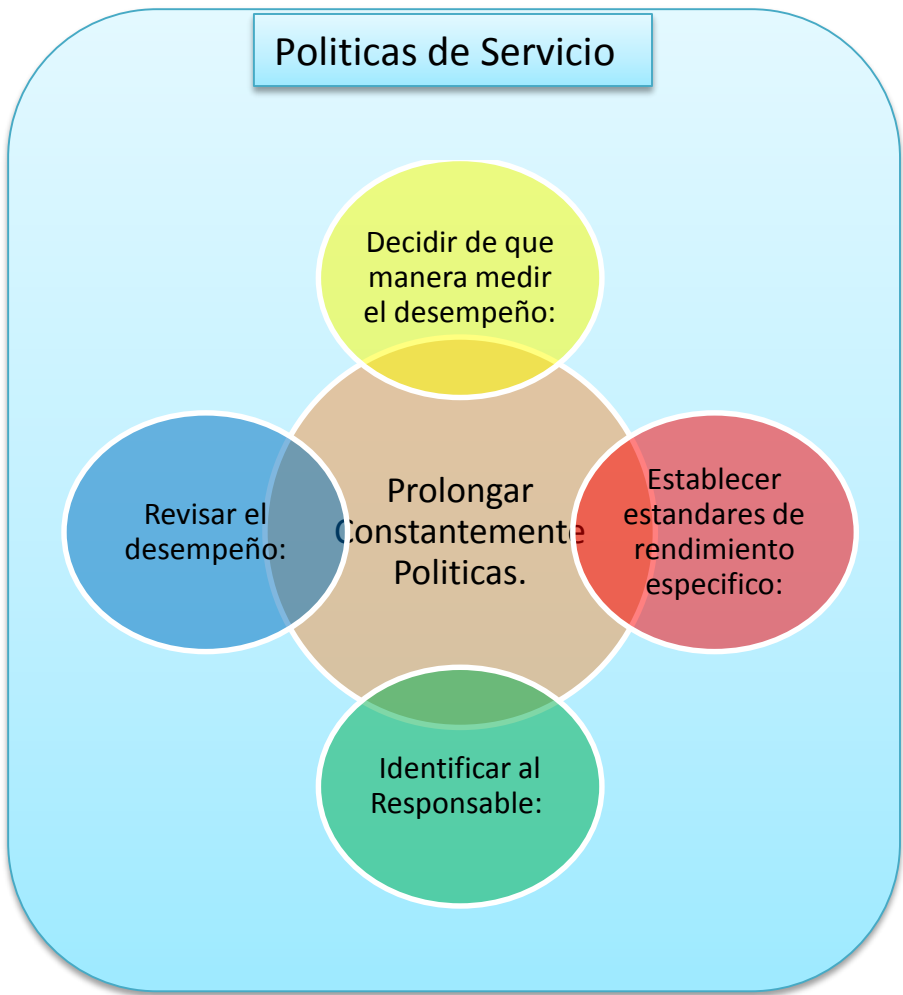 Politicas de Servicio
Decidir de que
manera medir
el desempeño:
Prolongar
Constantemente
Politicas.
Establecer
estandares de
rendimiento
especifico:
Identificar al
Responsable:
Revisar el
desempeño: